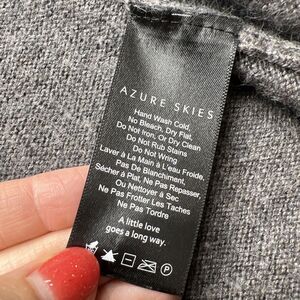 AZURE SKIES
Hand Wash Cold,
No Bleach, Dry Flat,
Do Not Iron, Or Dry Clean
Do Not Rub Stains
Do Not Wring
Laver à La Main à L'eau Froide,
Pas De Blanchiment,
Sécher à Plat, Ne Pas Repasser,
Ou Nettoyer à Sec
Ne Pas Frotter Les Taches
Ne Pas Tordre
A little love
goes a long way.